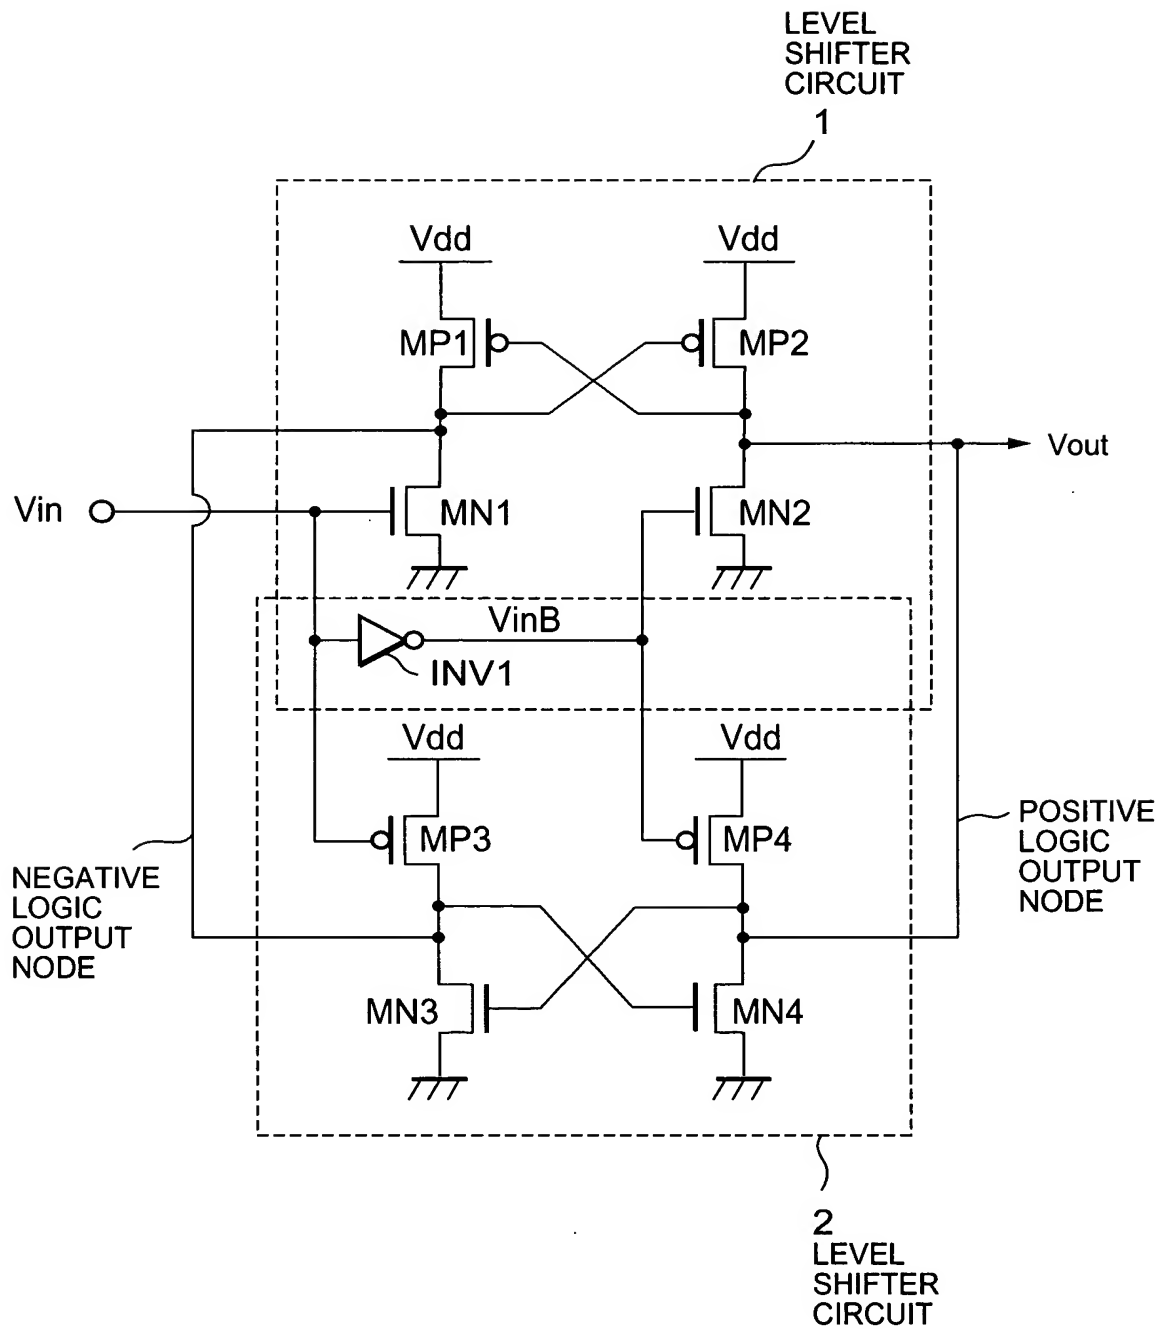 LEVEL
SHIFTER
CIRCUIT
1
Vdd
Vdd
MP1
MP2
Vout
Vin
MN1
MN2
VinB
INV1
Vdd
Vdd
MP3
MP4
POSITIVE
LOGIC
OUTPUT
NODE
NEGATIVE
LOGIC
OUTPUT
NODE
MN3
MN4
2
LEVEL
SHIFTER
CIRCUIT